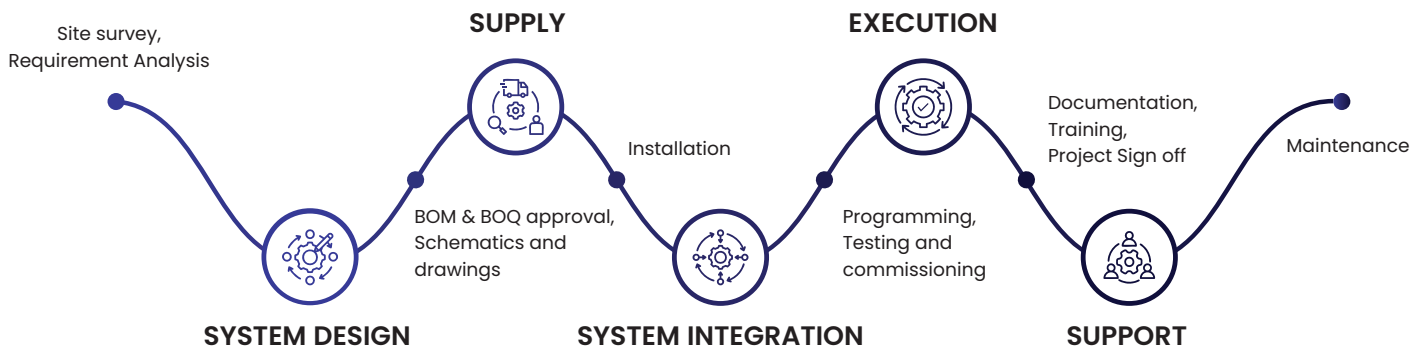 Site survey,
Requirement Analysis
SYSTEM DESIGN
BOM & BOQ approval,
Schematics and
drawings
SUPPLY
Installation
SYSTEM INTEGRATION
Programming,
Testing and
commissioning
EXECUTION
Documentation,
Training,
Project Sign off
SUPPORT
Maintenance